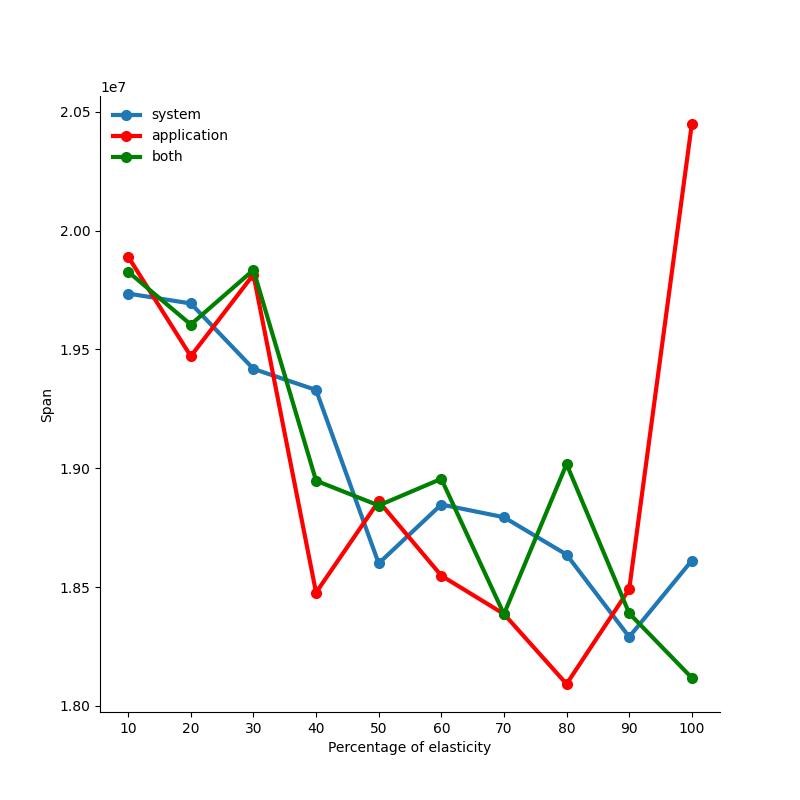 1e7
system
application
both
2.05
2.00
1.95
1.90
1.85
1.80
Span
10 20 30 40 50 60 70 80 90 100
Percentage of elasticity